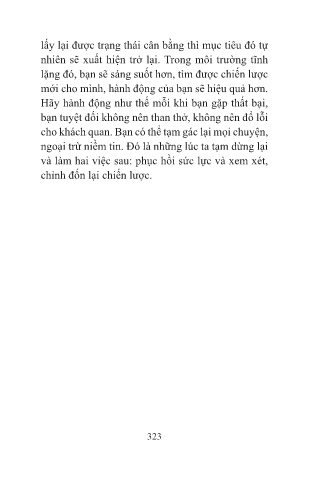 lấy lại được trạng thái cân bằng thì mục tiêu đó tự
nhiên sẽ xuất hiện trở lại. Trong môi trường tĩnh
lặng đó, bạn sẽ sáng suốt hơn, tìm được chiến lược
mới cho mình, hành động của bạn sẽ hiệu quả hơn.
Hãy hành động như thế mỗi khi bạn gặp thất bại,
bạn tuyệt đối không nên than thở, không nên đổ lỗi
cho khách quan. Bạn có thể tạm gác lại mọi chuyện,
ngoại trừ niềm tin. Đó là những lúc ta tạm dừng lại
và làm hai việc sau: phục hồi sức lực và xem xét,
chỉnh đốn lại chiến lược.
323